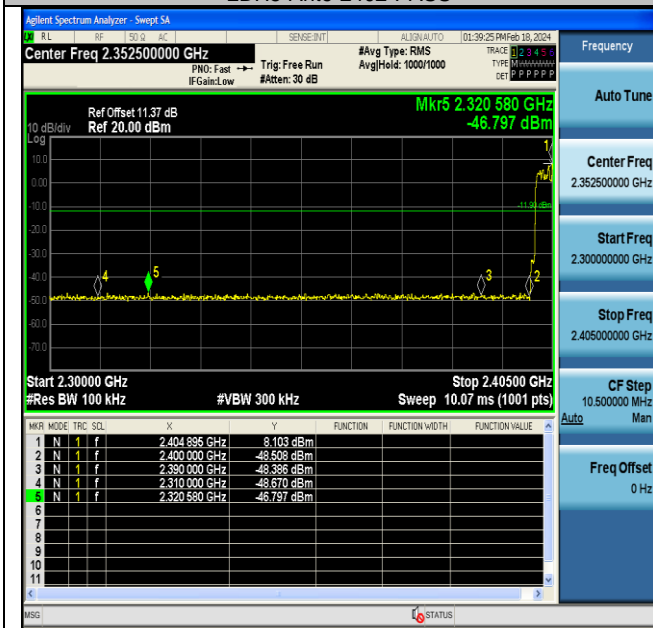 Agilent Spectrum Analyzer - Swept SA
RL RF 50 Ω AC SENSE:INT ALIGN AUTO 01:39:25 PM Feb 18, 2024
Center Freq 2.352500000 GHz #Avg Type: RMS TRACE 1 2 3 4 5 6
PNO: Fast Trig: Free Run Avg|Hold: 1000/1000 TYPE M
IFGain:Low #Atten: 30 dB DET P P P P P P
Ref Offset 11.37 dB Mkr5 2.320 580 GHz
10 dB/div Ref 20.00 dBm -46.797 dBm
Log
10.0
0.00
-10.0
-20.0
-30.0
-40.0
-50.0
-60.0
-70.0
1
4 5 3 2
Start 2.30000 GHz Stop 2.40500 GHz
#Res BW 100 kHz #VBW 300 kHz Sweep 10.07 ms (1001 pts)
MKR MODE TRC SCL X Y FUNCTION FUNCTION WIDTH FUNCTION VALUE
1 N 1 f 2.404 895 GHz 8.103 dBm
2 N 1 f 2.400 000 GHz -48.508 dBm
3 N 1 f 2.390 000 GHz -48.386 dBm
4 N 1 f 2.310 000 GHz -48.670 dBm
5 N 1 f 2.320 580 GHz -46.797 dBm
6
7
8
9
10
11
MSG STATUS
Frequency
Auto Tune
Center Freq
2.352500000 GHz
Start Freq
2.300000000 GHz
Stop Freq
2.405000000 GHz
CF Step
10.500000 MHz
Auto Man
Freq Offset
0 Hz